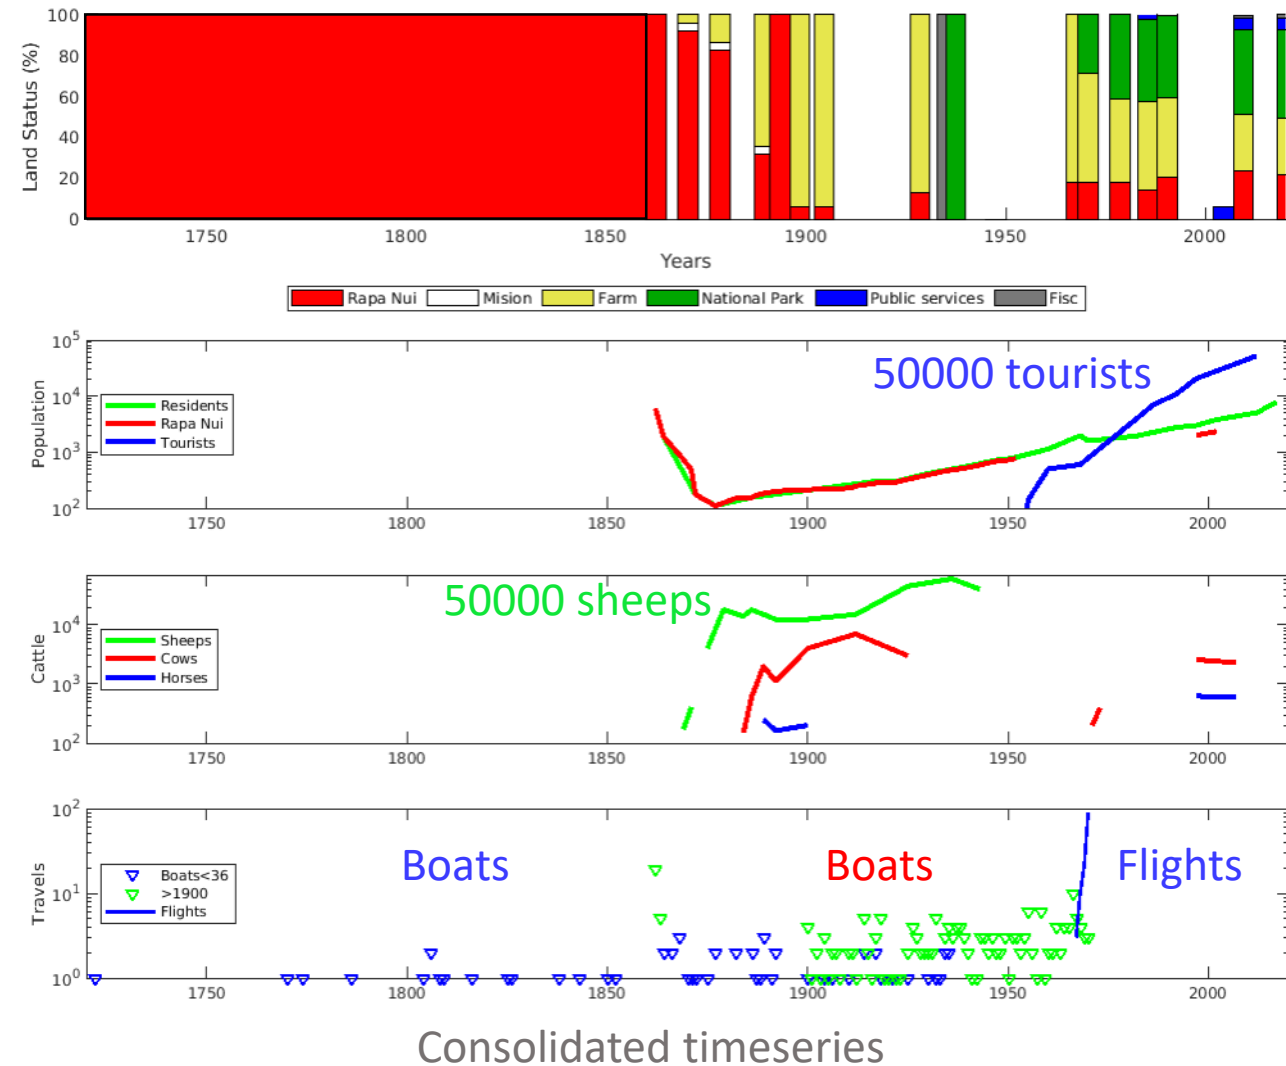 100
80
60
40
20
0
Land Status (%)
1750 1800 1850 1900 1950 2000
Years
Rapa Nui Mision Farm National Park Public services Fisc
10^5
10^4
10^3
10^2
Population
50000 tourists
Residents
Rapa Nui
Tourists
1750 1800 1850 1900 1950 2000
10^4
10^3
10^2
Cattle
50000 sheeps
Sheeps
Cows
Horses
1750 1800 1850 1900 1950 2000
10^2
10^1
10^0
Travels
Boats<36
>1900
Flights
Boats Boats Flights
1750 1800 1850 1900 1950 2000
Consolidated timeseries